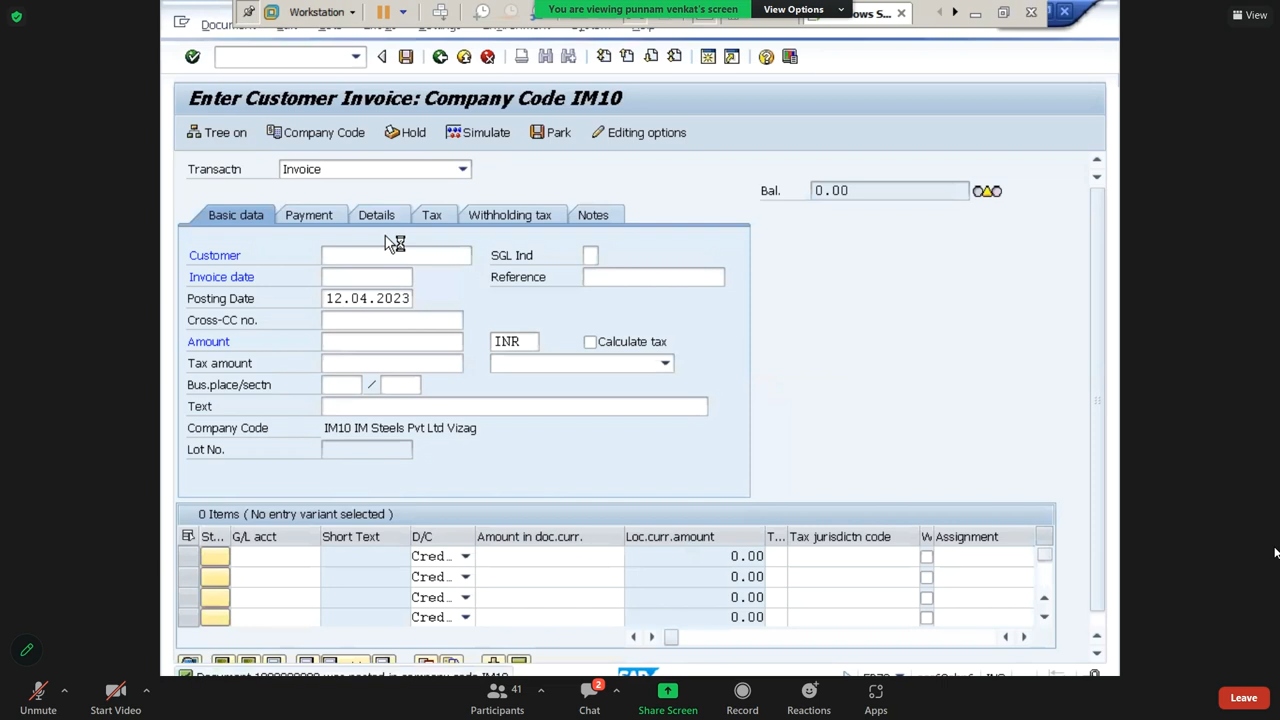 Workstation
You are viewing punnam venkat's screen
View Options
View
Enter Customer Invoice: Company Code IM10
Tree on Company Code Hold Simulate Park Editing options
Transactn Invoice
Bal. 0.00
Basic data Payment Details Tax Withholding tax Notes
Customer SGL Ind
Invoice date Reference
Posting Date 12.04.2023
Cross-CC no.
Amount INR Calculate tax
Tax amount
Bus.place/sectn /
Text
Company Code IM10 IM Steels Pvt Ltd Vizag
Lot No.
0 Items ( No entry variant selected )
St... G/L acct Short Text D/C Amount in doc.curr. Loc.curr.amount T... Tax jurisdictn code W Assignment
Cred... 0.00
Cred... 0.00
Cred... 0.00
Cred... 0.00
SAP
Unmute Start Video Participants 41 Chat 2 Share Screen Record Reactions Apps Leave